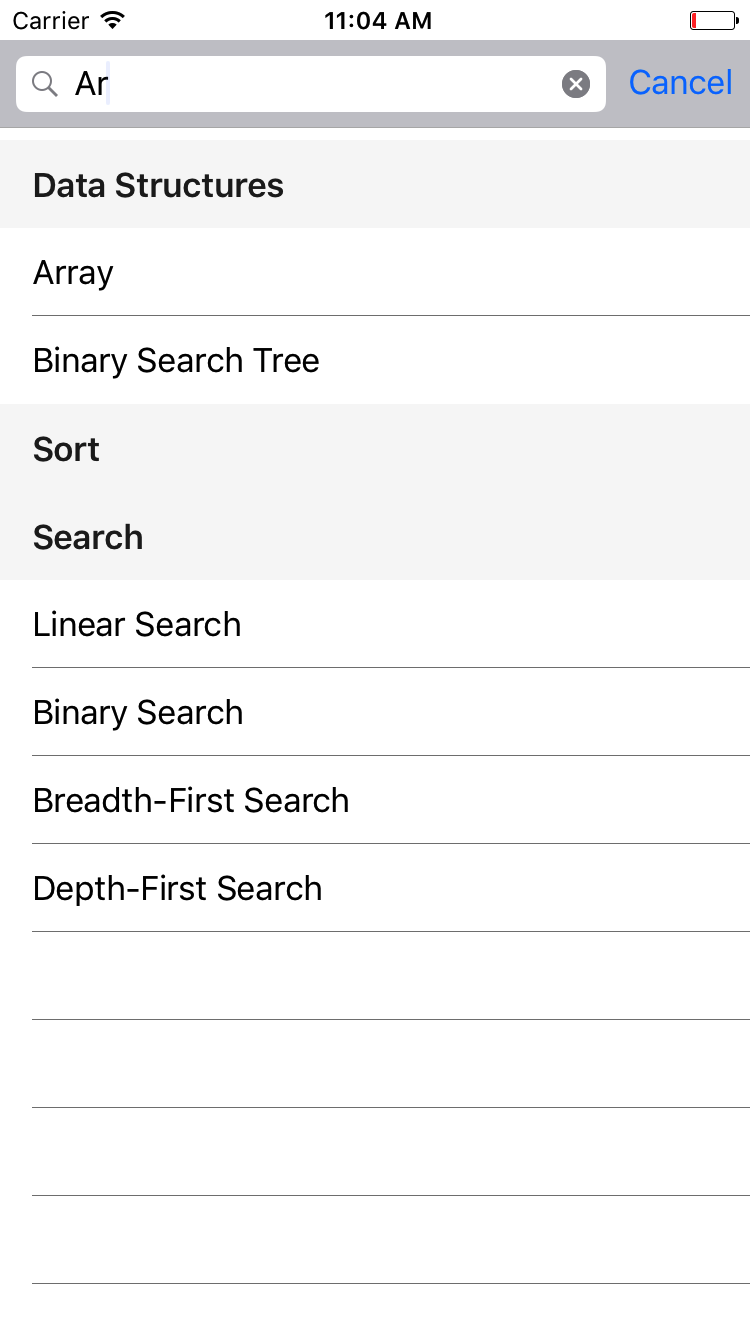 Carrier 11:04 AM
Ar Cancel
Data Structures
Array
Binary Search Tree
Sort
Search
Linear Search
Binary Search
Breadth-First Search
Depth-First Search